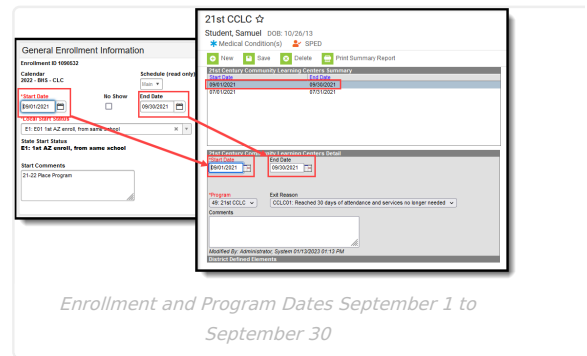 General Enrollment Information
Enrollment ID 1090532
Calendar
2022 - BHS - CLC
Schedule (read only)
Main
*Start Date
No Show
End Date
09/01/2021
09/30/2021
*Local Start Status
E1: E01 1st AZ enroll, from same school
State Start Status
E1: 1st AZ enroll, from same school
Start Comments
21-22 Place Program
21st CCLC ☆
Student, Samuel DOB: 10/26/13
Medical Condition(s) SPED
New Save Delete Print Summary Report
21st Century Community Learning Centers Summary
Start Date End Date
09/01/2021 09/30/2021
07/01/2021 07/31/2021
21st Century Community Learning Centers Detail
*Start Date End Date
09/01/2021 09/30/2021
*Program Exit Reason
49: 21st CCLC CCLC01: Reached 30 days of attendance and services no longer needed
Comments
Modified By: Administrator, System 01/13/2023 01:13 PM
District Defined Elements
Enrollment and Program Dates September 1 to
September 30